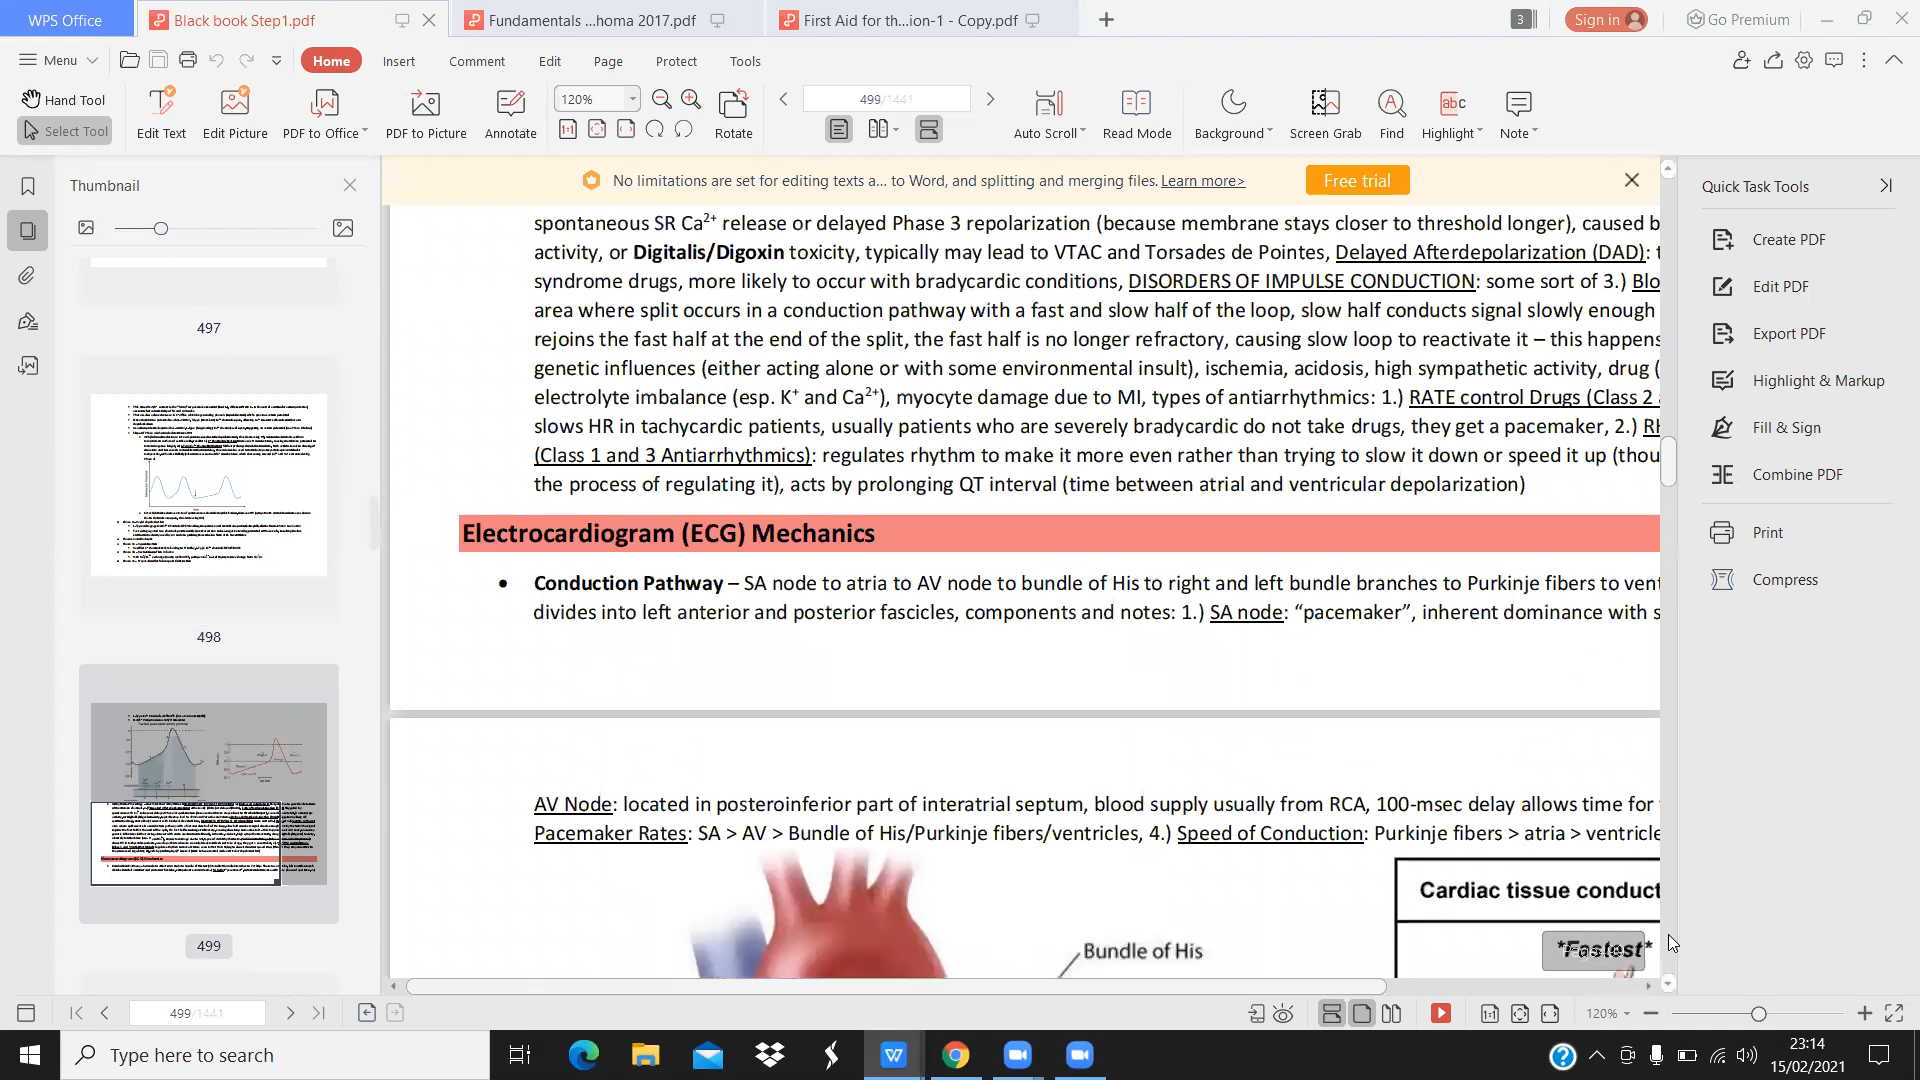 WPS Office
Black book Step1.pdf
Fundamentals ...homa 2017.pdf
First Aid for th...ion-1 - Copy.pdf
3
Sign in
Go Premium
Menu
Home
Insert
Comment
Edit
Page
Protect
Tools
Hand Tool
Select Tool
Edit Text
Edit Picture
PDF to Office
PDF to Picture
Annotate
120%
Rotate
499/1441
Auto Scroll
Read Mode
Background
Screen Grab
Find
Highlight
Note
Thumbnail
497
498
499
No limitations are set for editing texts a... to Word, and splitting and merging files. Learn more>
Free trial
spontaneous SR Ca2+ release or delayed Phase 3 repolarization (because membrane stays closer to threshold longer), caused b
activity, or Digitalis/Digoxin toxicity, typically may lead to VTAC and Torsades de Pointes, Delayed Afterdepolarization (DAD): t
syndrome drugs, more likely to occur with bradycardic conditions, DISORDERS OF IMPULSE CONDUCTION: some sort of 3.) Blo
area where split occurs in a conduction pathway with a fast and slow half of the loop, slow half conducts signal slowly enough
rejoins the fast half at the end of the split, the fast half is no longer refractory, causing slow loop to reactivate it – this happens
genetic influences (either acting alone or with some environmental insult), ischemia, acidosis, high sympathetic activity, drug (
electrolyte imbalance (esp. K+ and Ca2+), myocyte damage due to MI, types of antiarrhythmics: 1.) RATE control Drugs (Class 2
slows HR in tachycardic patients, usually patients who are severely bradycardic do not take drugs, they get a pacemaker, 2.) RH
(Class 1 and 3 Antiarrhythmics): regulates rhythm to make it more even rather than trying to slow it down or speed it up (thou
the process of regulating it), acts by prolonging QT interval (time between atrial and ventricular depolarization)
Electrocardiogram (ECG) Mechanics
• Conduction Pathway – SA node to atria to AV node to bundle of His to right and left bundle branches to Purkinje fibers to vent
divides into left anterior and posterior fascicles, components and notes: 1.) SA node: “pacemaker”, inherent dominance with s
AV Node: located in posteroinferior part of interatrial septum, blood supply usually from RCA, 100-msec delay allows time for
Pacemaker Rates: SA > AV > Bundle of His/Purkinje fibers/ventricles, 4.) Speed of Conduction: Purkinje fibers > atria > ventricle
Cardiac tissue conduct
*Fastest*
Bundle of His
Quick Task Tools
Create PDF
Edit PDF
Export PDF
Highlight & Markup
Fill & Sign
Combine PDF
Print
Compress
499/1441
120%
Type here to search
23:14
15/02/2021